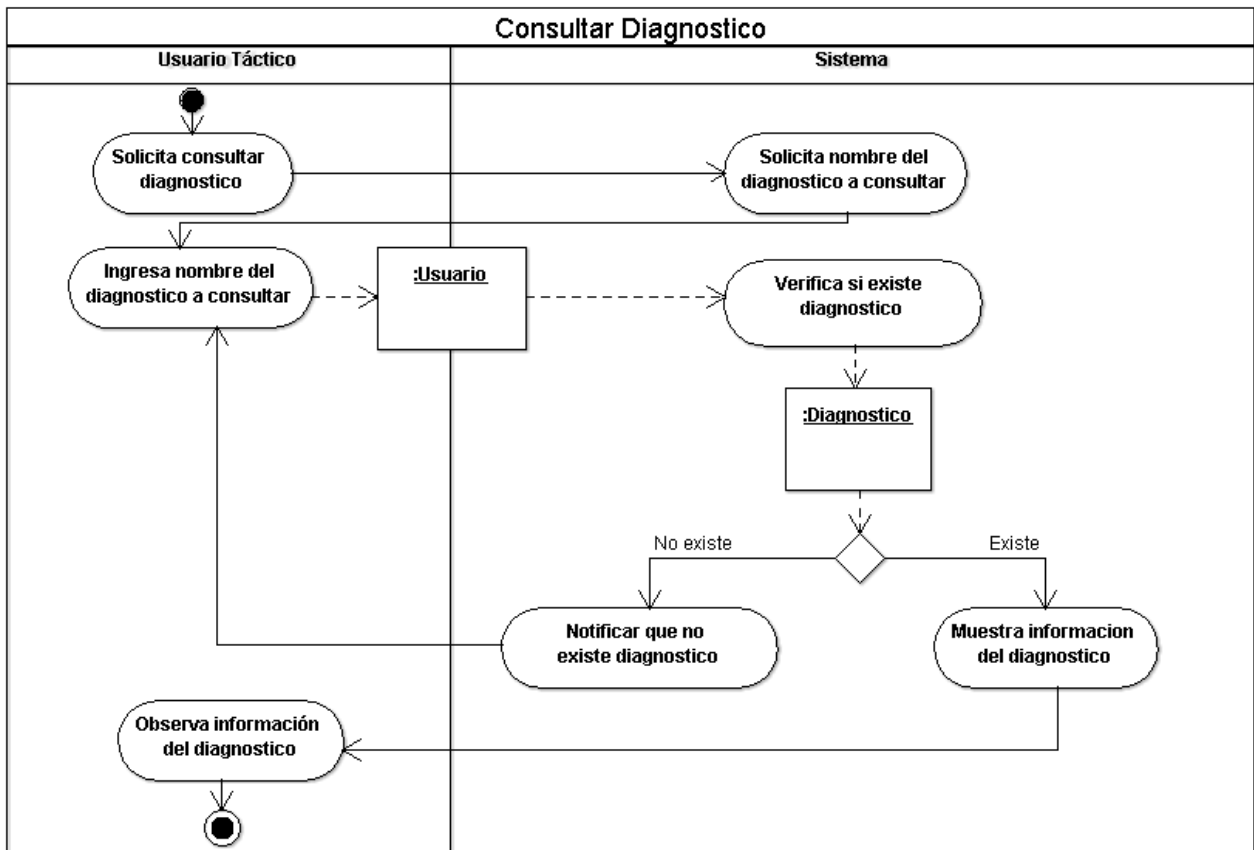 Consultar Diagnostico
Usuario Táctico
Sistema
Solicita consultar
diagnostico
Solicita nombre del
diagnostico a consultar
Ingresa nombre del
diagnostico a consultar
:Usuario
Verifica si existe
diagnostico
:Diagnostico
No existe
Existe
Notificar que no
existe diagnostico
Muestra informacion
del diagnostico
Observa información
del diagnostico